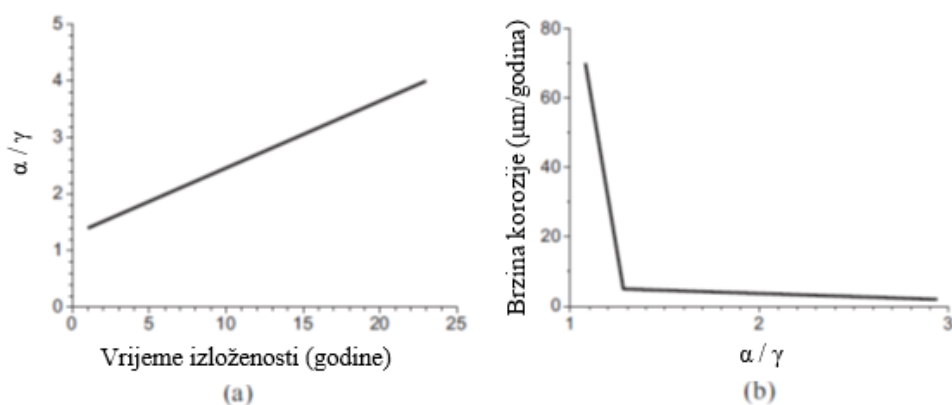 5
4
3
2
1
0
α / γ
0 5 10 15 20 25
Vrijeme izloženosti (godine)
(a)
80
60
40
20
0
Brzina korozije (μm/godina)
1 2 3
α / γ
(b)